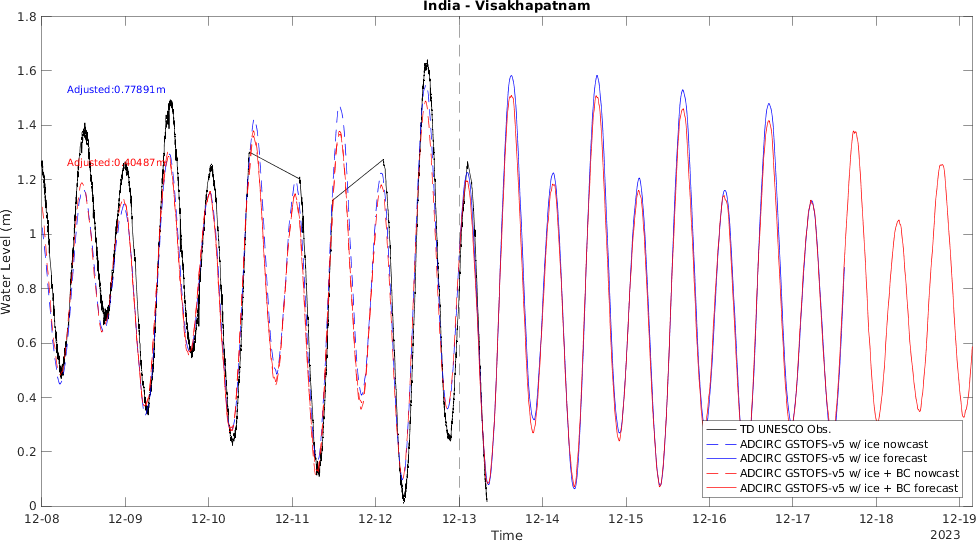 India - Visakhapatnam
1.8
1.6
1.4
1.2
1
0.8
0.6
0.4
0.2
0
Water Level (m)
Adjusted:0.77891m
Adjusted:0.40487m
TD UNESCO Obs.
ADCIRC GSTOFS-v5 w/ ice nowcast
ADCIRC GSTOFS-v5 w/ ice forecast
ADCIRC GSTOFS-v5 w/ ice + BC nowcast
ADCIRC GSTOFS-v5 w/ ice + BC forecast
12-08 12-09 12-10 12-11 12-12 12-13 12-14 12-15 12-16 12-17 12-18 12-19
Time
2023